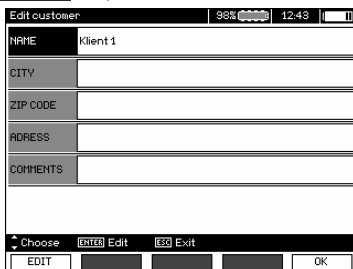 Edit customer 98% 12:43
NAME Klient 1
CITY
ZIP CODE
ADRESS
COMMENTS
Choose ENTER Edit ESC Exit
EDIT OK